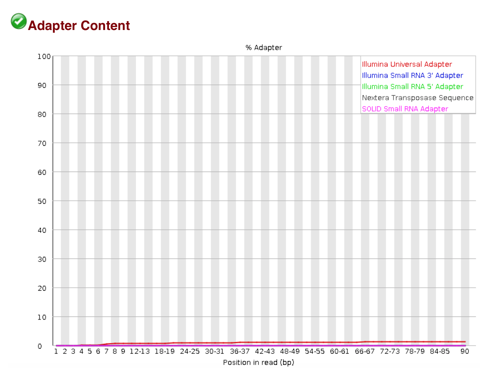 Adapter Content
% Adapter
100
90
80
70
60
50
40
30
20
10
0
Illumina Universal Adapter
Illumina Small RNA 3' Adapter
Illumina Small RNA 5' Adapter
Nextera Transposase Sequence
SOLID Small RNA Adapter
1 2 3 4 5 6 7 8 9 12-13 18-19 24-25 30-31 36-37 42-43 48-49 54-55 60-61 66-67 72-73 78-79 84-85 90
Position in read (bp)